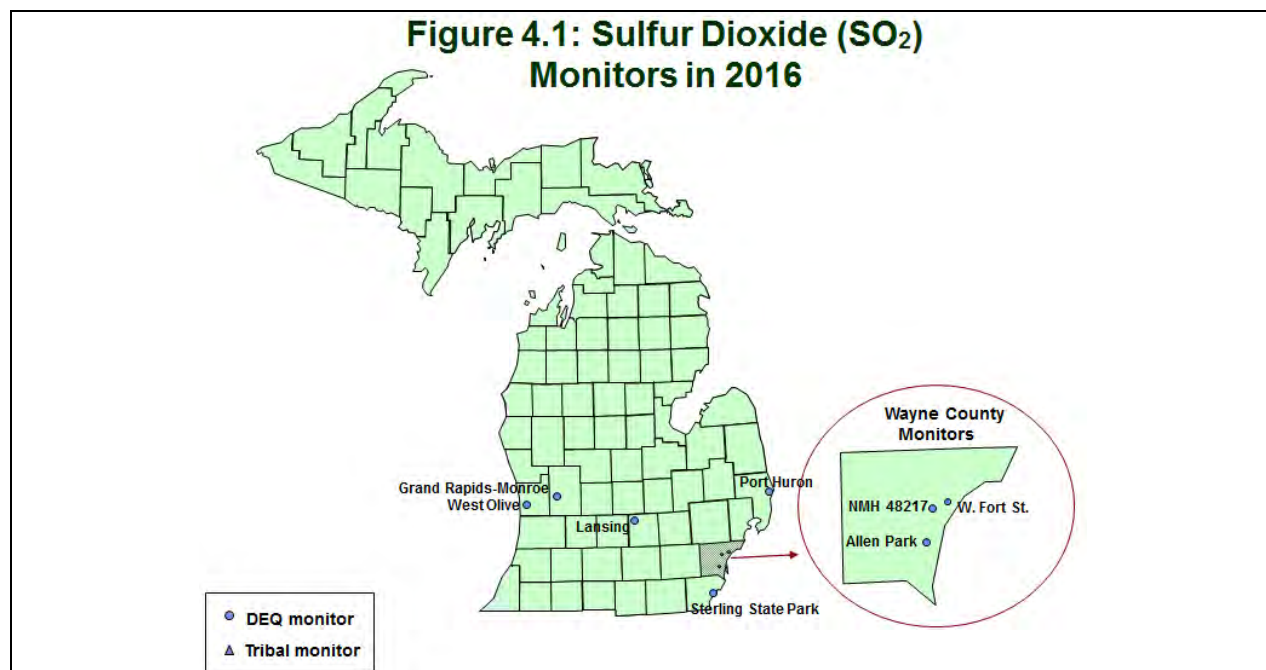 Figure 4.1: Sulfur Dioxide (SO₂)
Monitors in 2016
Wayne County
Monitors
Grand Rapids-Monroe
West Olive
Port Huron
NMH 48217
W. Fort St.
Lansing
Allen Park
Sterling State Park
DEQ monitor
Tribal monitor